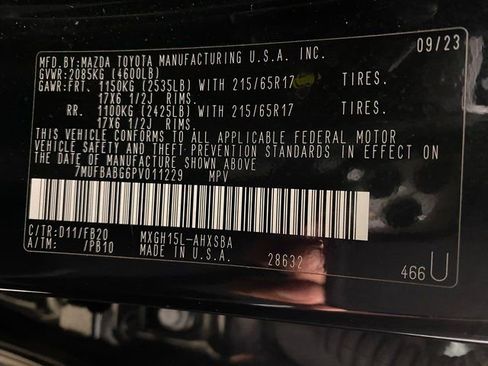 MFD.BY:MAZDA TOYOTA MANUFACTURING U.S.A. INC. 09/23
GVWR:2085KG (4600LB)
GAWR:FRT. 1150KG (2535LB) WITH 215/65R17 TIRES,
17X6 1/2J RIMS.
RR. 1100KG (2425LB) WITH 215/65R17 TIRES,
17X6 1/2J RIMS.
THIS VEHICLE CONFORMS TO ALL APPLICABLE FEDERAL MOTOR
VEHICLE SAFETY AND THEFT PREVENTION STANDARDS IN EFFECT ON
THE DATE OF MANUFACTURE SHOWN ABOVE.
7MUFBABG6PV011229 MPV
C/TR:D11/FB20 MXGH15L-AHXSBA
A/TM: /PB10 MADE IN U.S.A. 28632 466U